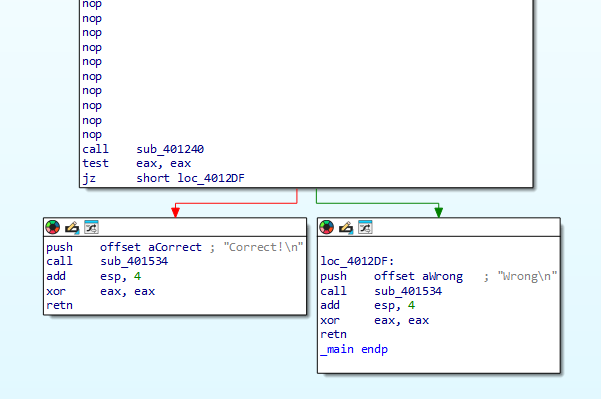 nop
nop
nop
nop
nop
nop
nop
nop
nop
nop
call sub_401240
test eax, eax
jz short loc_4012DF
push offset aCorrect ; "Correct!\n"
call sub_401534
add esp, 4
xor eax, eax
retn
loc_4012DF:
push offset aWrong ; "Wrong\n"
call sub_401534
add esp, 4
xor eax, eax
retn
_main endp